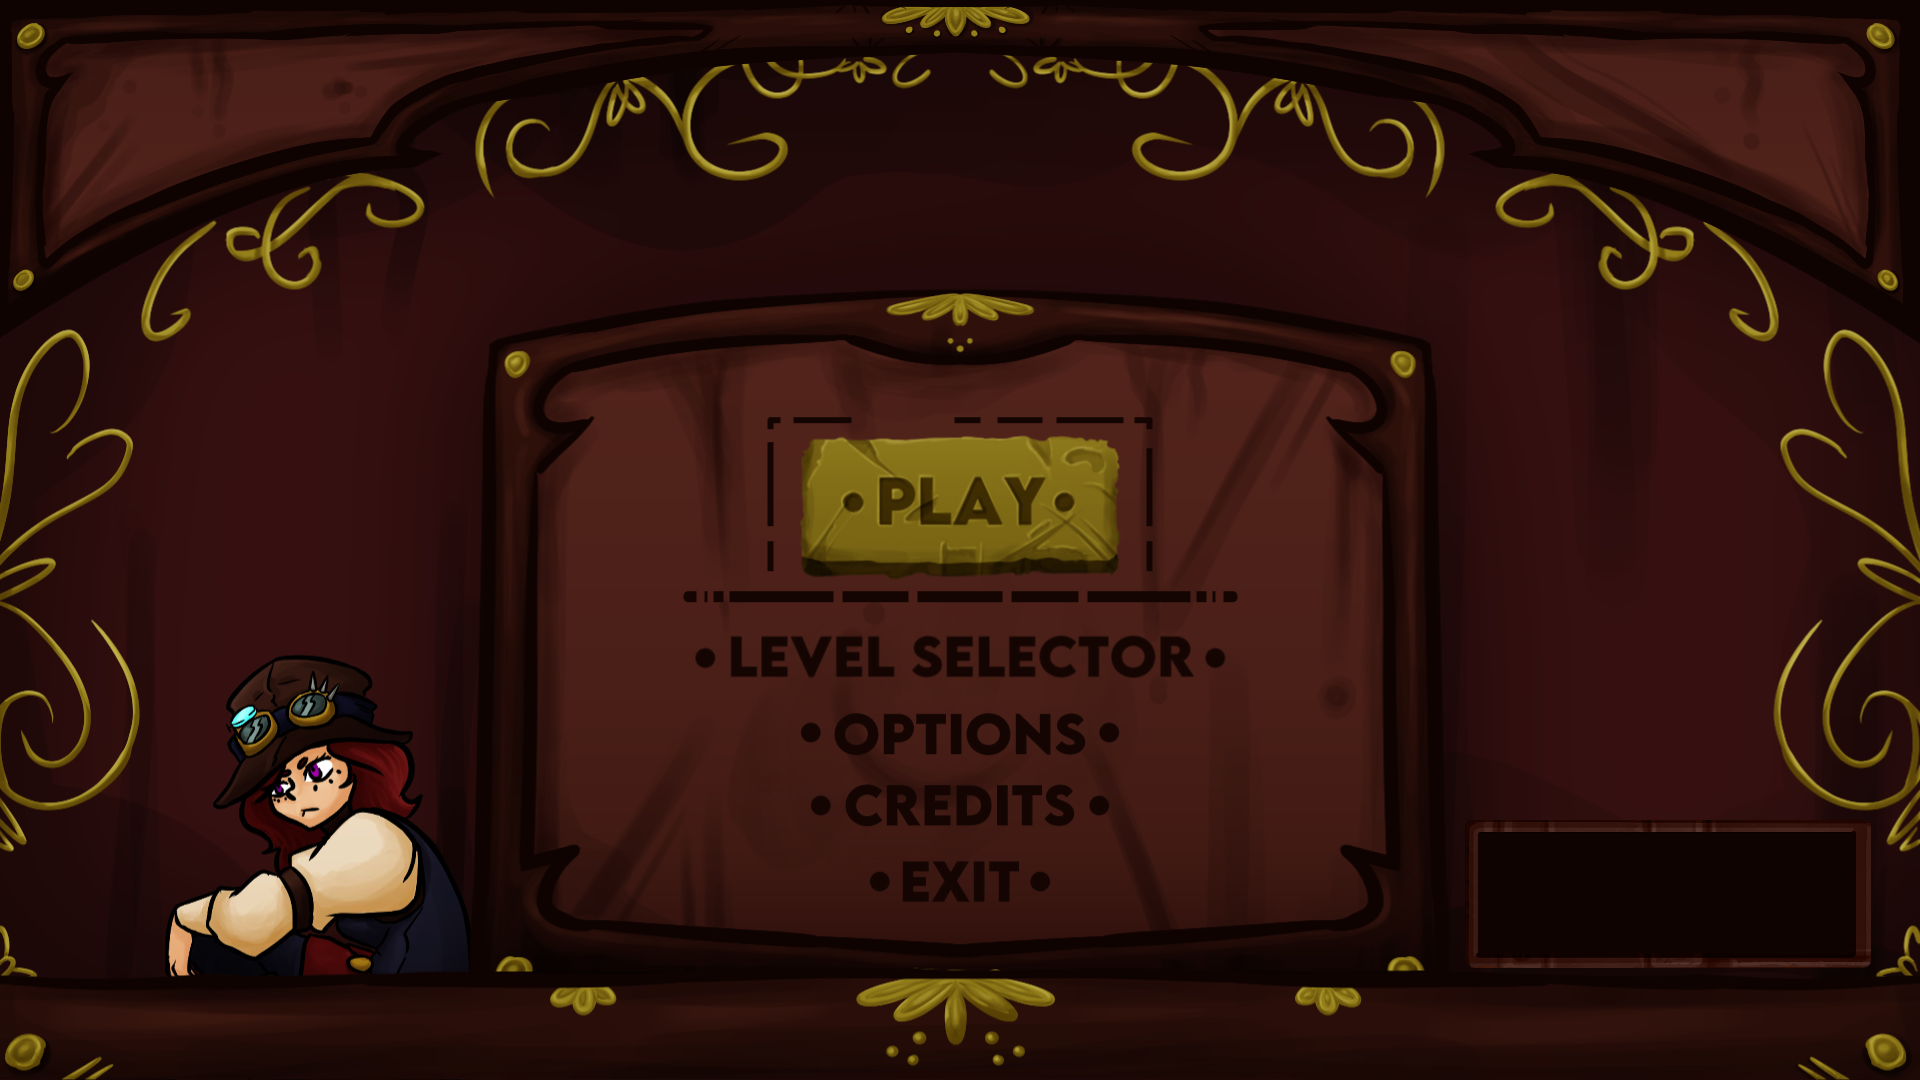 • PLAY •
• LEVEL SELECTOR •
• OPTIONS •
• CREDITS •
• EXIT •